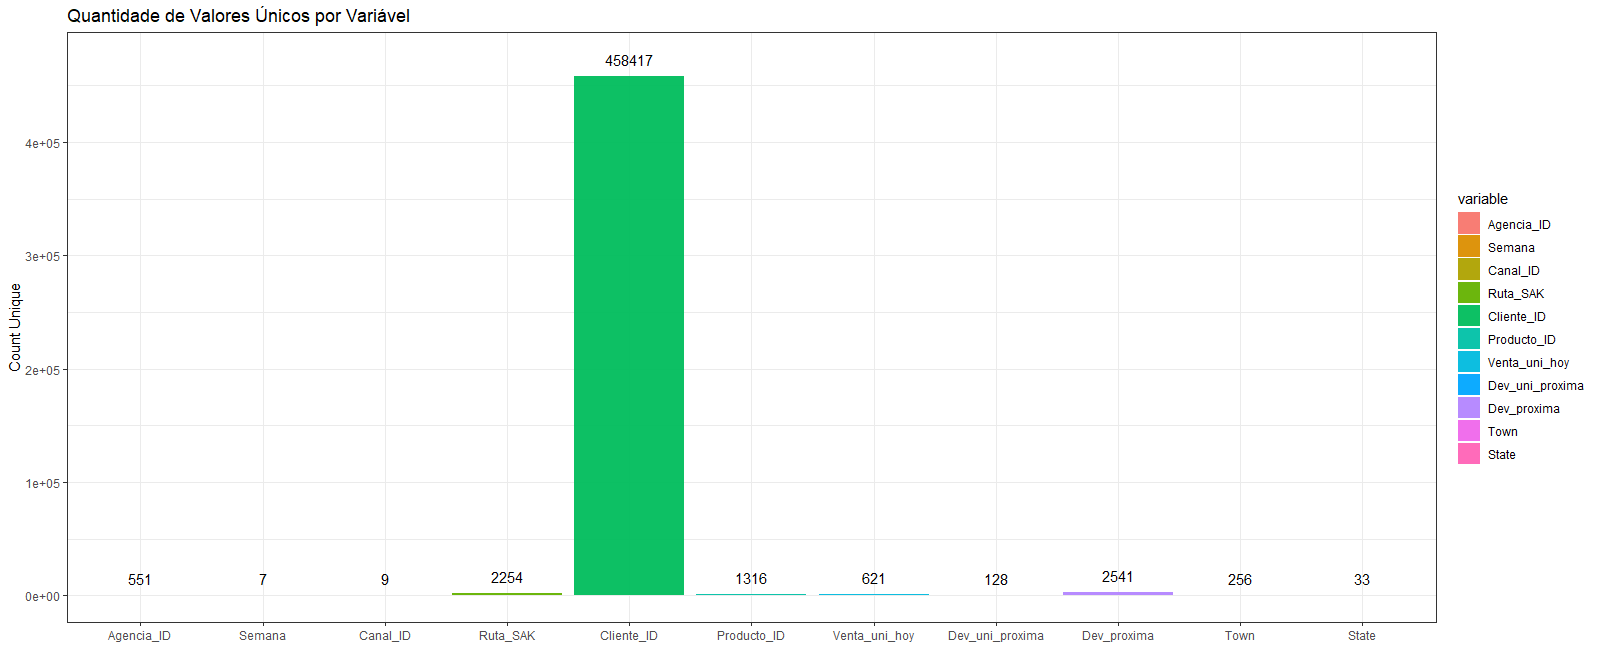 Quantidade de Valores Únicos por Variável
Count Unique
4e+05
3e+05
2e+05
1e+05
0e+00
551
7
9
2254
458417
1316
621
128
2541
256
33
Agencia_ID
Semana
Canal_ID
Ruta_SAK
Cliente_ID
Producto_ID
Venta_uni_hoy
Dev_uni_proxima
Dev_proxima
Town
State
variable
Agencia_ID
Semana
Canal_ID
Ruta_SAK
Cliente_ID
Producto_ID
Venta_uni_hoy
Dev_uni_proxima
Dev_proxima
Town
State